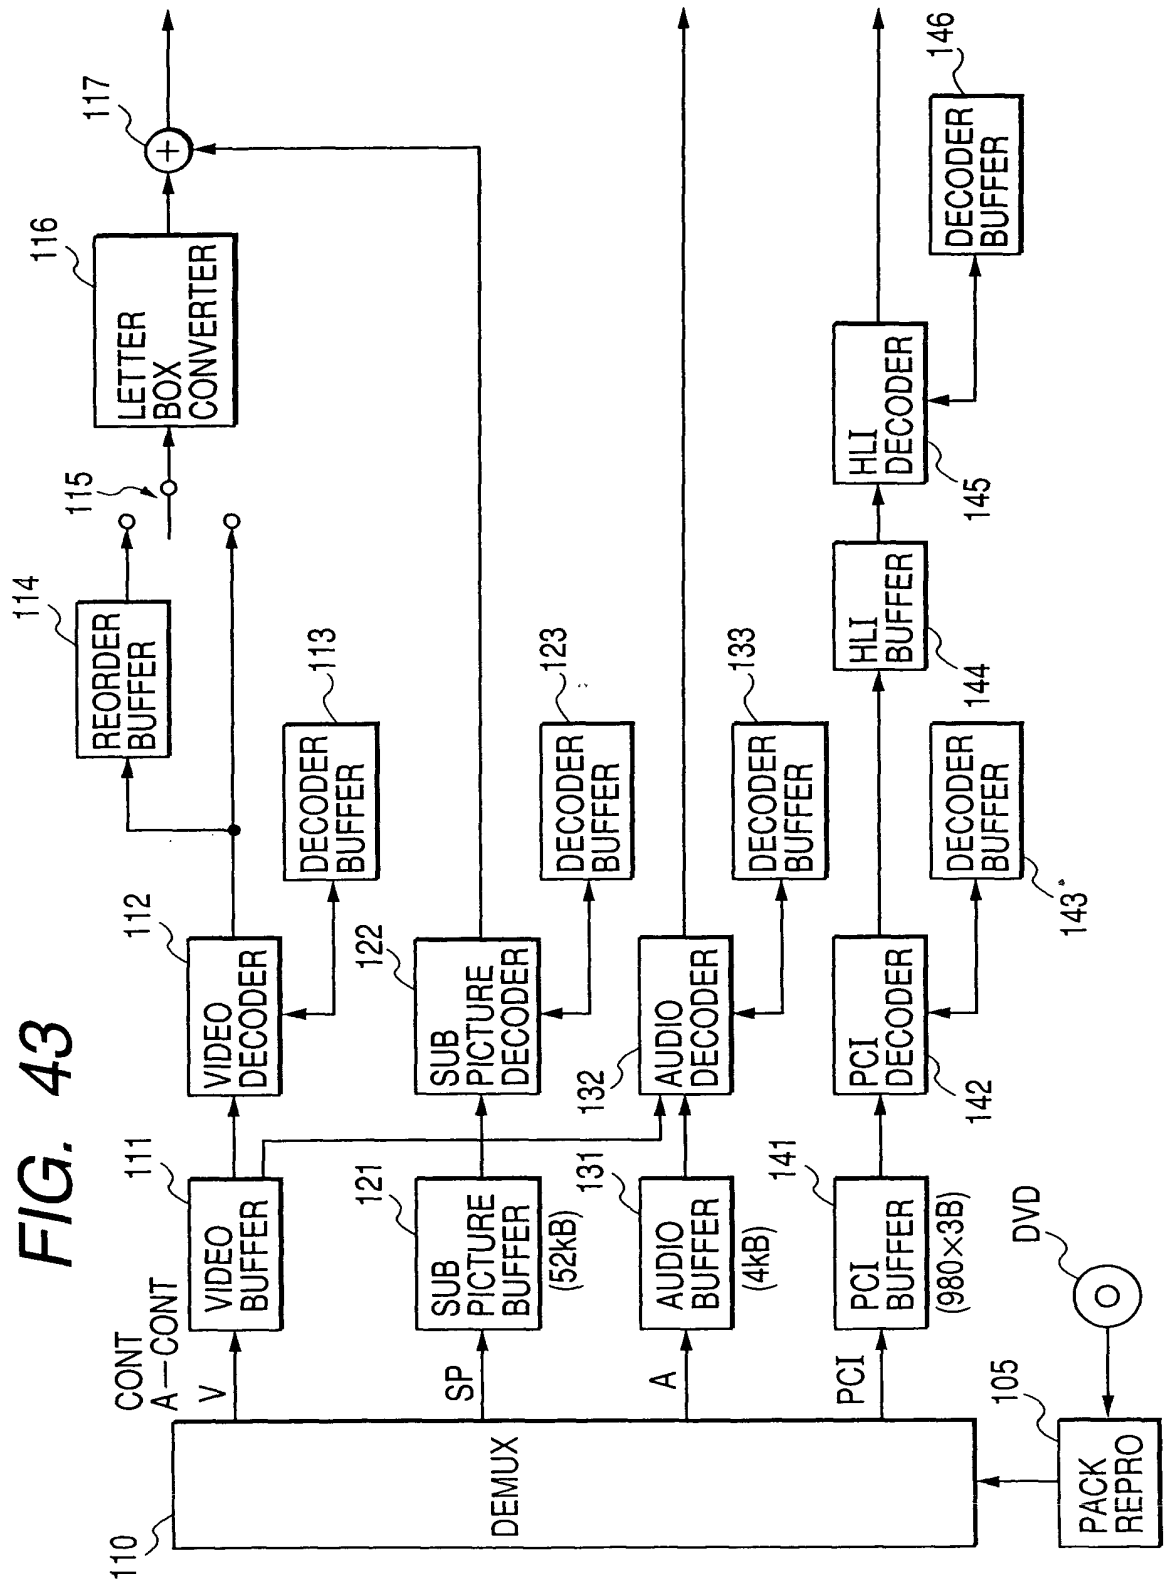 FIG. 43
110
DEMUX
CONT
A—CONT
V
SP
A
PCI
111
VIDEO
BUFFER
112
VIDEO
DECODER
113
DECODER
BUFFER
114
REORDER
BUFFER
115
116
LETTER
BOX
CONVERTER
117
+
121
SUB
PICTURE
BUFFER
(52kB)
122
SUB
PICTURE
DECODER
123
DECODER
BUFFER
131
AUDIO
BUFFER
(4kB)
132
AUDIO
DECODER
133
DECODER
BUFFER
141
PCI
BUFFER
(980×3B)
142
PCI
DECODER
143
DECODER
BUFFER
144
HLI
BUFFER
145
HLI
DECODER
146
DECODER
BUFFER
105
PACK
REPRO
DVD